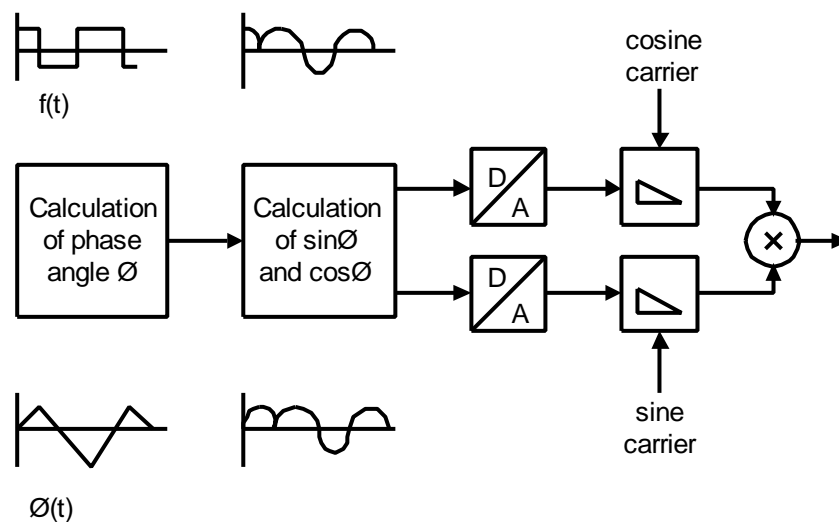 cosine
carrier
f(t)
Calculation
of phase
angle Ø
Calculation
of sinØ
and cosØ
D
A
D
A
sine
carrier
Ø(t)